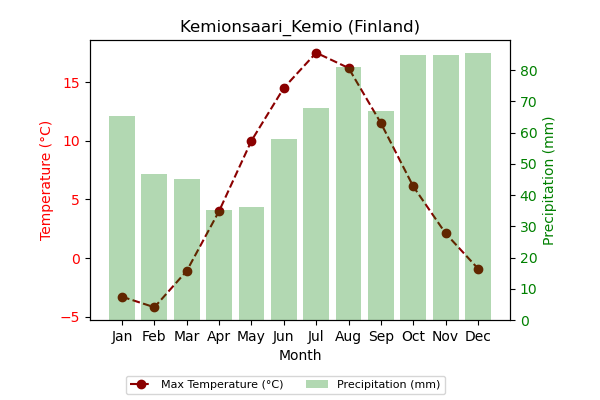 Kemionsaari_Kemio (Finland)
15
10
5
0
−5
Temperature (°C)
80
70
60
50
40
30
20
10
0
Precipitation (mm)
Jan Feb Mar Apr May Jun Jul Aug Sep Oct Nov Dec
Month
Max Temperature (°C) Precipitation (mm)